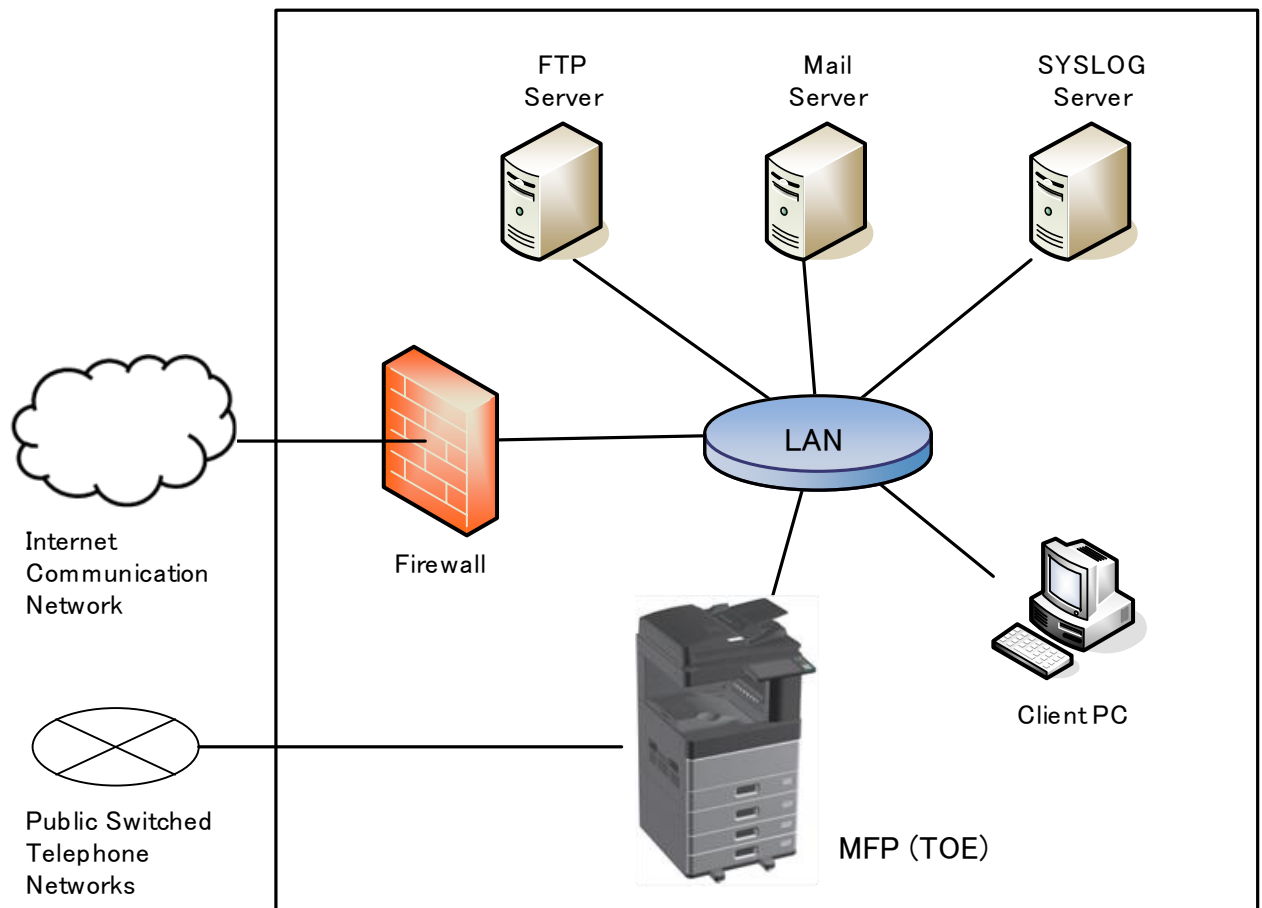 FTP
Server
Mail
Server
SYSLOG
Server
LAN
Internet
Communication
Network
Firewall
Client PC
Public Switched
Telephone
Networks
MFP (TOE)